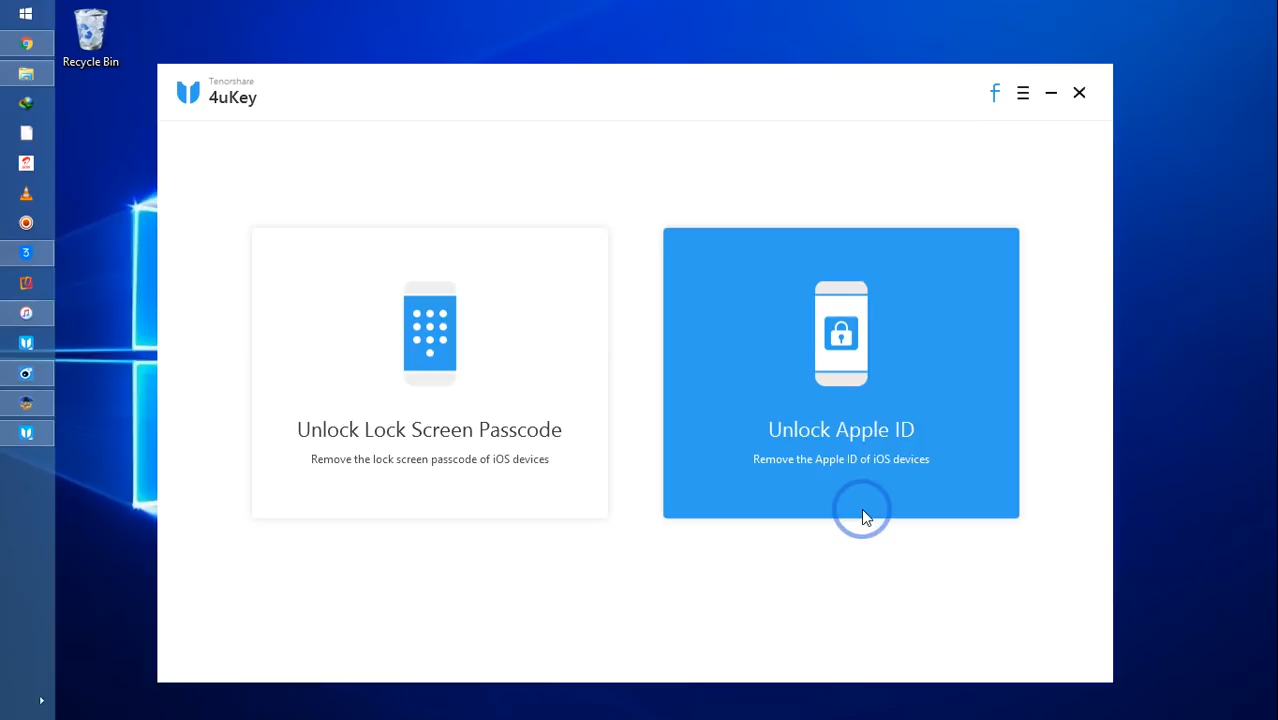 Recycle Bin
Tenorshare
4uKey
Unlock Lock Screen Passcode
Remove the lock screen passcode of iOS devices
Unlock Apple ID
Remove the Apple ID of iOS devices